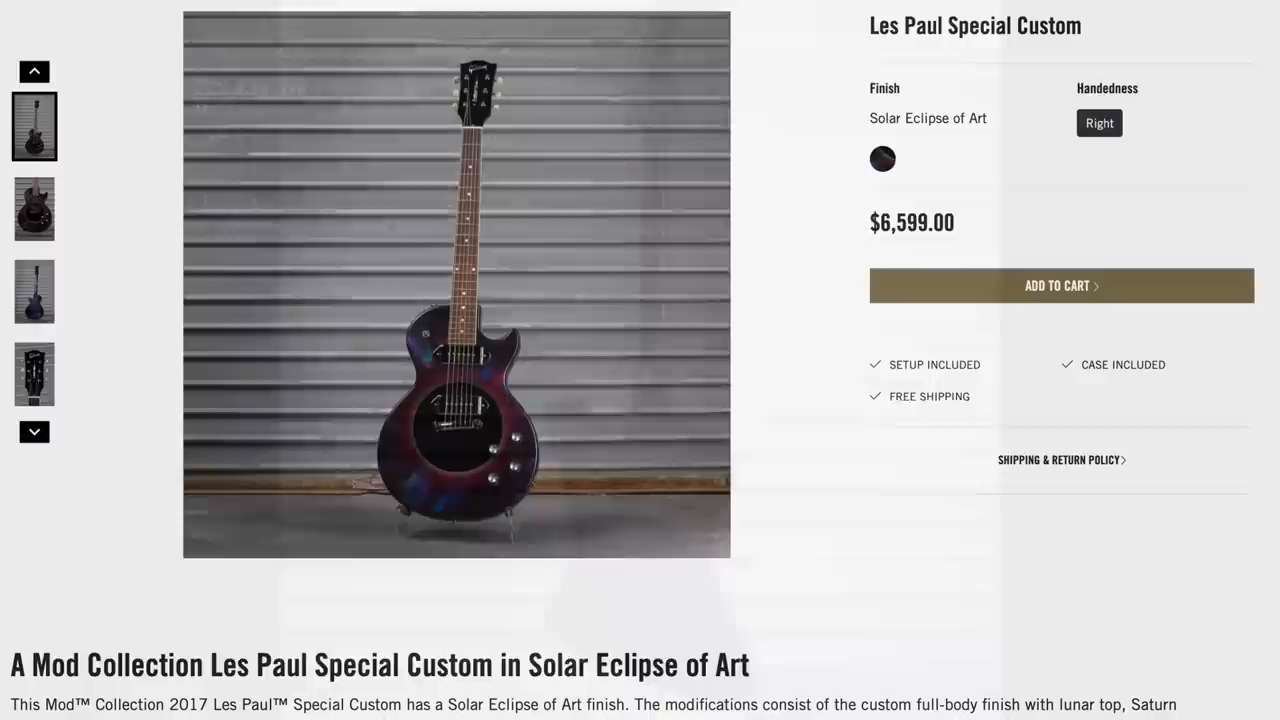 Les Paul Special Custom
Finish
Handedness
Solar Eclipse of Art
Right
$6,599.00
ADD TO CART
SETUP INCLUDED
CASE INCLUDED
FREE SHIPPING
SHIPPING & RETURN POLICY
A Mod Collection Les Paul Special Custom in Solar Eclipse of Art
This Mod™ Collection 2017 Les Paul™ Special Custom has a Solar Eclipse of Art finish. The modifications consist of the custom full-body finish with lunar top, Saturn